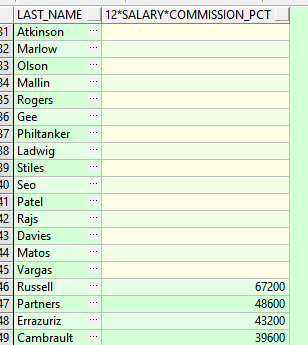 LAST_NAME 12*SALARY*COMMISSION_PCT
31 Atkinson ...
32 Marlow ...
33 Olson ...
34 Mallin ...
35 Rogers ...
36 Gee ...
37 Philtanker ...
38 Ladwig ...
39 Stiles ...
40 Seo ...
41 Patel ...
42 Rajs ...
43 Davies ...
44 Matos ...
45 Vargas ...
46 Russell ... 67200
47 Partners ... 48600
48 Errazuriz ... 43200
49 Cambrault ... 39600